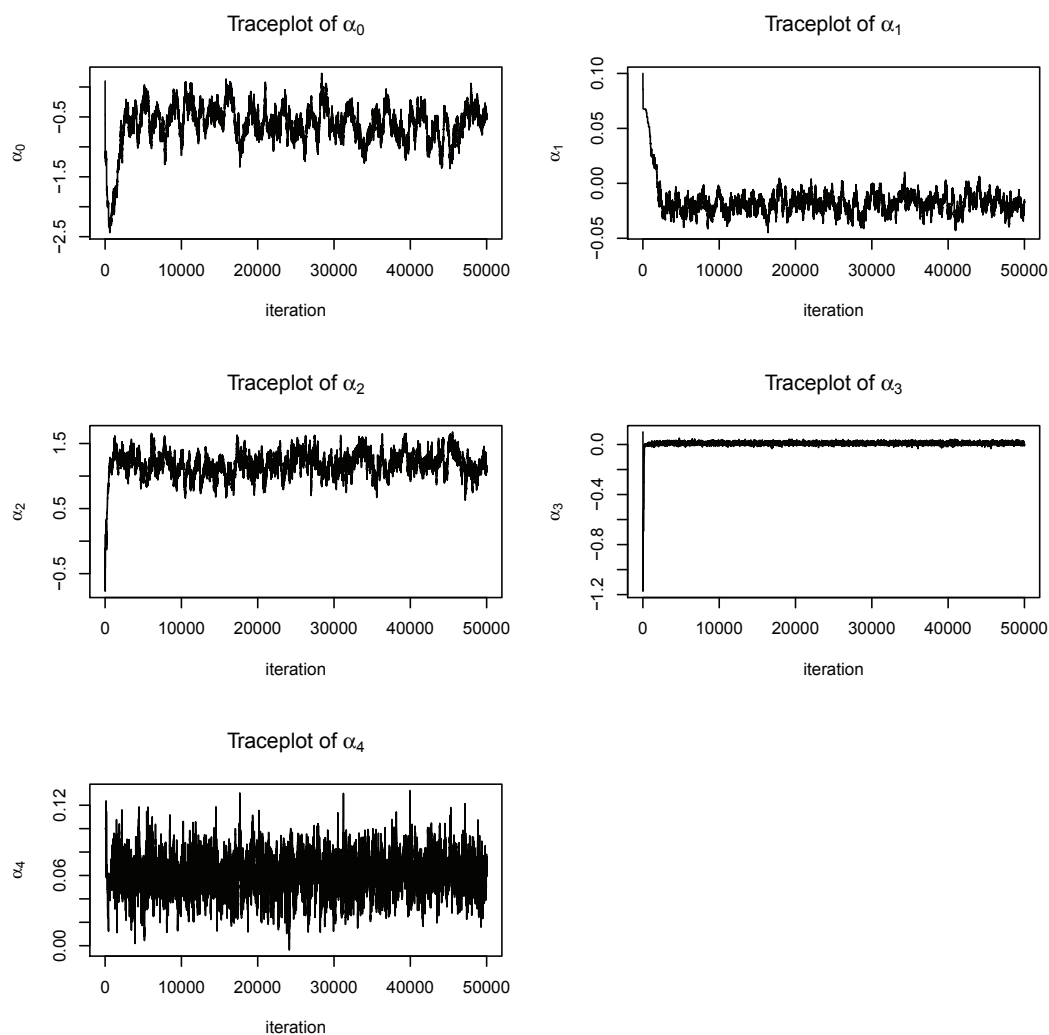 Traceplot of α₀
α₀
−0.5
−1.5
−2.5
0 10000 20000 30000 40000 50000
iteration
Traceplot of α₁
α₁
0.10
0.05
0.00
−0.05
0 10000 20000 30000 40000 50000
iteration
Traceplot of α₂
α₂
1.5
0.5
−0.5
0 10000 20000 30000 40000 50000
iteration
Traceplot of α₃
α₃
0.0
−0.4
−0.8
−1.2
0 10000 20000 30000 40000 50000
iteration
Traceplot of α₄
α₄
0.12
0.06
0.00
0 10000 20000 30000 40000 50000
iteration